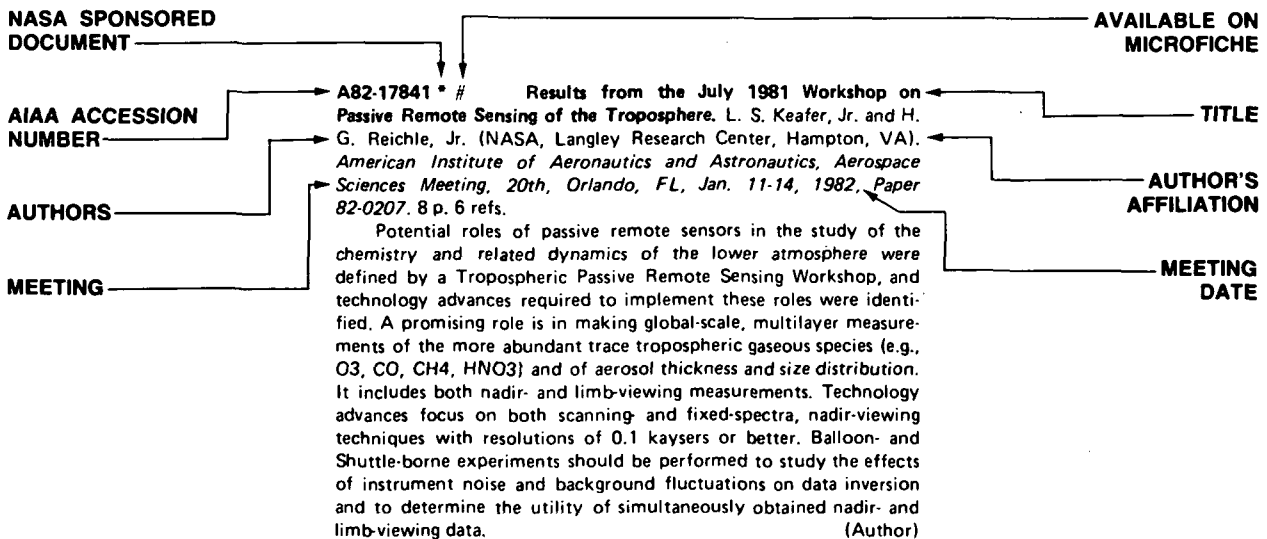 NASA SPONSORED
DOCUMENT
AVAILABLE ON
MICROFICHE
AIAA ACCESSION
NUMBER
TITLE
AUTHORS
AUTHOR'S
AFFILIATION
MEETING
MEETING
DATE
A82-17841 * # Results from the July 1981 Workshop on
Passive Remote Sensing of the Troposphere. L. S. Keafer, Jr. and H.
G. Reichle, Jr. (NASA, Langley Research Center, Hampton, VA).
American Institute of Aeronautics and Astronautics, Aerospace
Sciences Meeting, 20th, Orlando, FL, Jan. 11-14, 1982, Paper
82-0207. 8 p. 6 refs.
Potential roles of passive remote sensors in the study of the
chemistry and related dynamics of the lower atmosphere were
defined by a Tropospheric Passive Remote Sensing Workshop, and
technology advances required to implement these roles were identi-
fied. A promising role is in making global-scale, multilayer measure-
ments of the more abundant trace tropospheric gaseous species (e.g.,
O3, CO, CH4, HNO3) and of aerosol thickness and size distribution.
It includes both nadir- and limb-viewing measurements. Technology
advances focus on both scanning- and fixed-spectra, nadir-viewing
techniques with resolutions of 0.1 kaysers or better. Balloon- and
Shuttle-borne experiments should be performed to study the effects
of instrument noise and background fluctuations on data inversion
and to determine the utility of simultaneously obtained nadir- and
limb-viewing data. (Author)